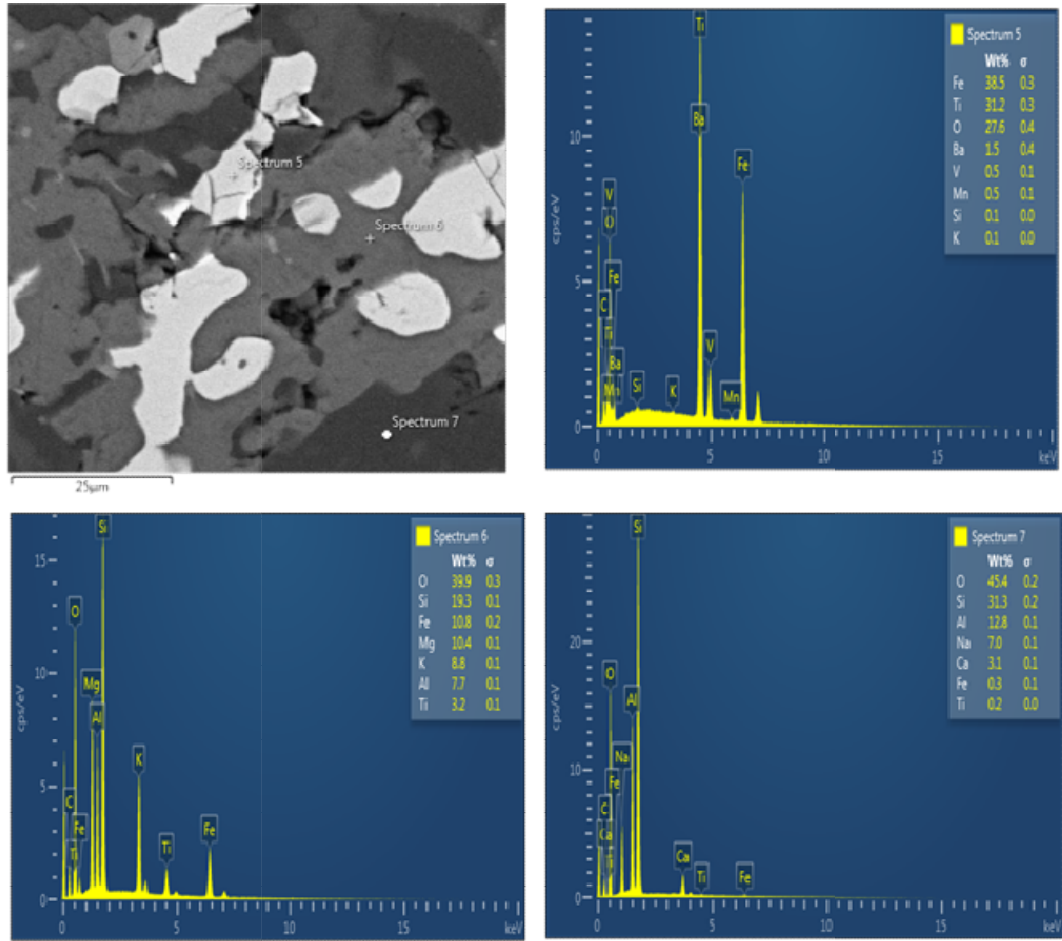 Spectrum 5
Spectrum 6
Spectrum 7
25µm
Spectrum 5
Wt% σ
Fe 38.5 0.3
Ti 31.2 0.3
O 27.6 0.4
Ba 1.5 0.4
V 0.5 0.1
Mn 0.5 0.1
Si 0.1 0.0
K 0.1 0.0
Ti
Ba
Fe
V
O
Fe
C
Ti
Ba
Mn
Si
K
V
Mn
cps/eV
10
5
0
0 5 10 15 keV
Spectrum 6
Wt% σ
O 39.9 0.3
Si 19.3 0.1
Fe 10.8 0.2
Mg 10.4 0.1
K 8.8 0.1
Al 7.7 0.1
Ti 3.2 0.1
Si
O
Mg
Al
K
C
Fe
Ti
Ti
Fe
cps/eV
15
10
5
0
0 5 10 15 keV
Spectrum 7
Wt% σ
O 45.4 0.2
Si 31.3 0.2
Al 12.8 0.1
Na 7.0 0.1
Ca 3.1 0.1
Fe 0.3 0.1
Ti 0.2 0.0
Si
O
Al
Na
Fe
C
Ca
Ti
Ca
Ti
Fe
cps/eV
20
10
0
0 5 10 15 keV